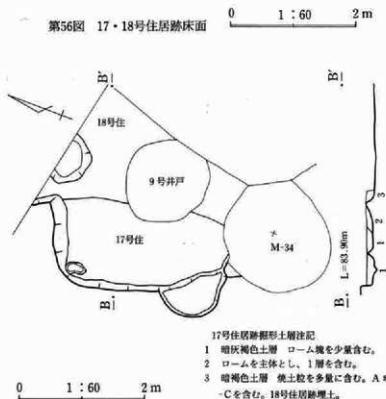 第56図 17・18号住居跡床面
0 1:60 2m
B'
B'
18号住
9号井戸
17号住
M-34
3
2
1
L=83.90m
B
B
17号住居跡掘形土層注記
1 暗灰褐色土層 ローム塊を少量含む。
2 ロームを主体とし、1層を含む。
3 暗褐色土層 焼土粒を多量に含む。A
-Cを含む。18号住居埋土。
0 1:60 2m